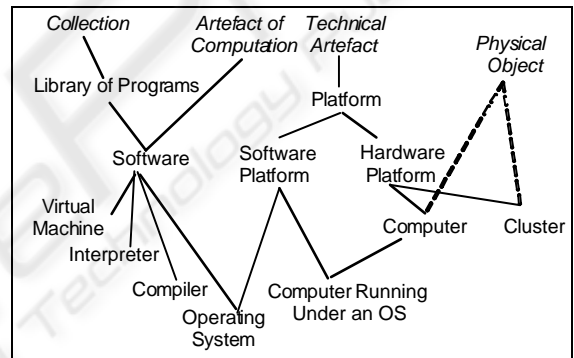 Collection
Artefact of
Computation
Technical
Artefact
Physical
Object
Library of Programs
Platform
Software
Software
Platform
Hardware
Platform
Virtual
Machine
Computer
Cluster
Interpreter
Compiler
Operating
System
Computer Running
Under an OS